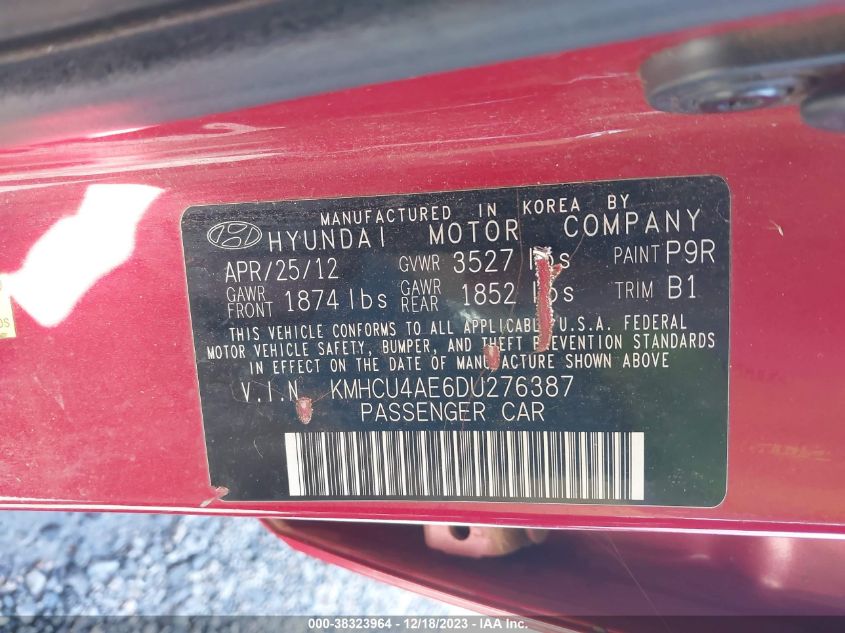 MANUFACTURED IN KOREA BY
HYUNDAI MOTOR COMPANY
APR/25/12 GVWR 3527 lbs PAINT P9R
GAWR FRONT 1874 lbs GAWR REAR 1852 lbs TRIM B1
THIS VEHICLE CONFORMS TO ALL APPLICABLE U.S.A. FEDERAL
MOTOR VEHICLE SAFETY, BUMPER, AND THEFT PREVENTION STANDARDS
IN EFFECT ON THE DATE OF MANUFACTURE SHOWN ABOVE
V.I.N KMHCU4AE6DU276387
PASSENGER CAR
000-38323964 - 12/18/2023 - IAA Inc.